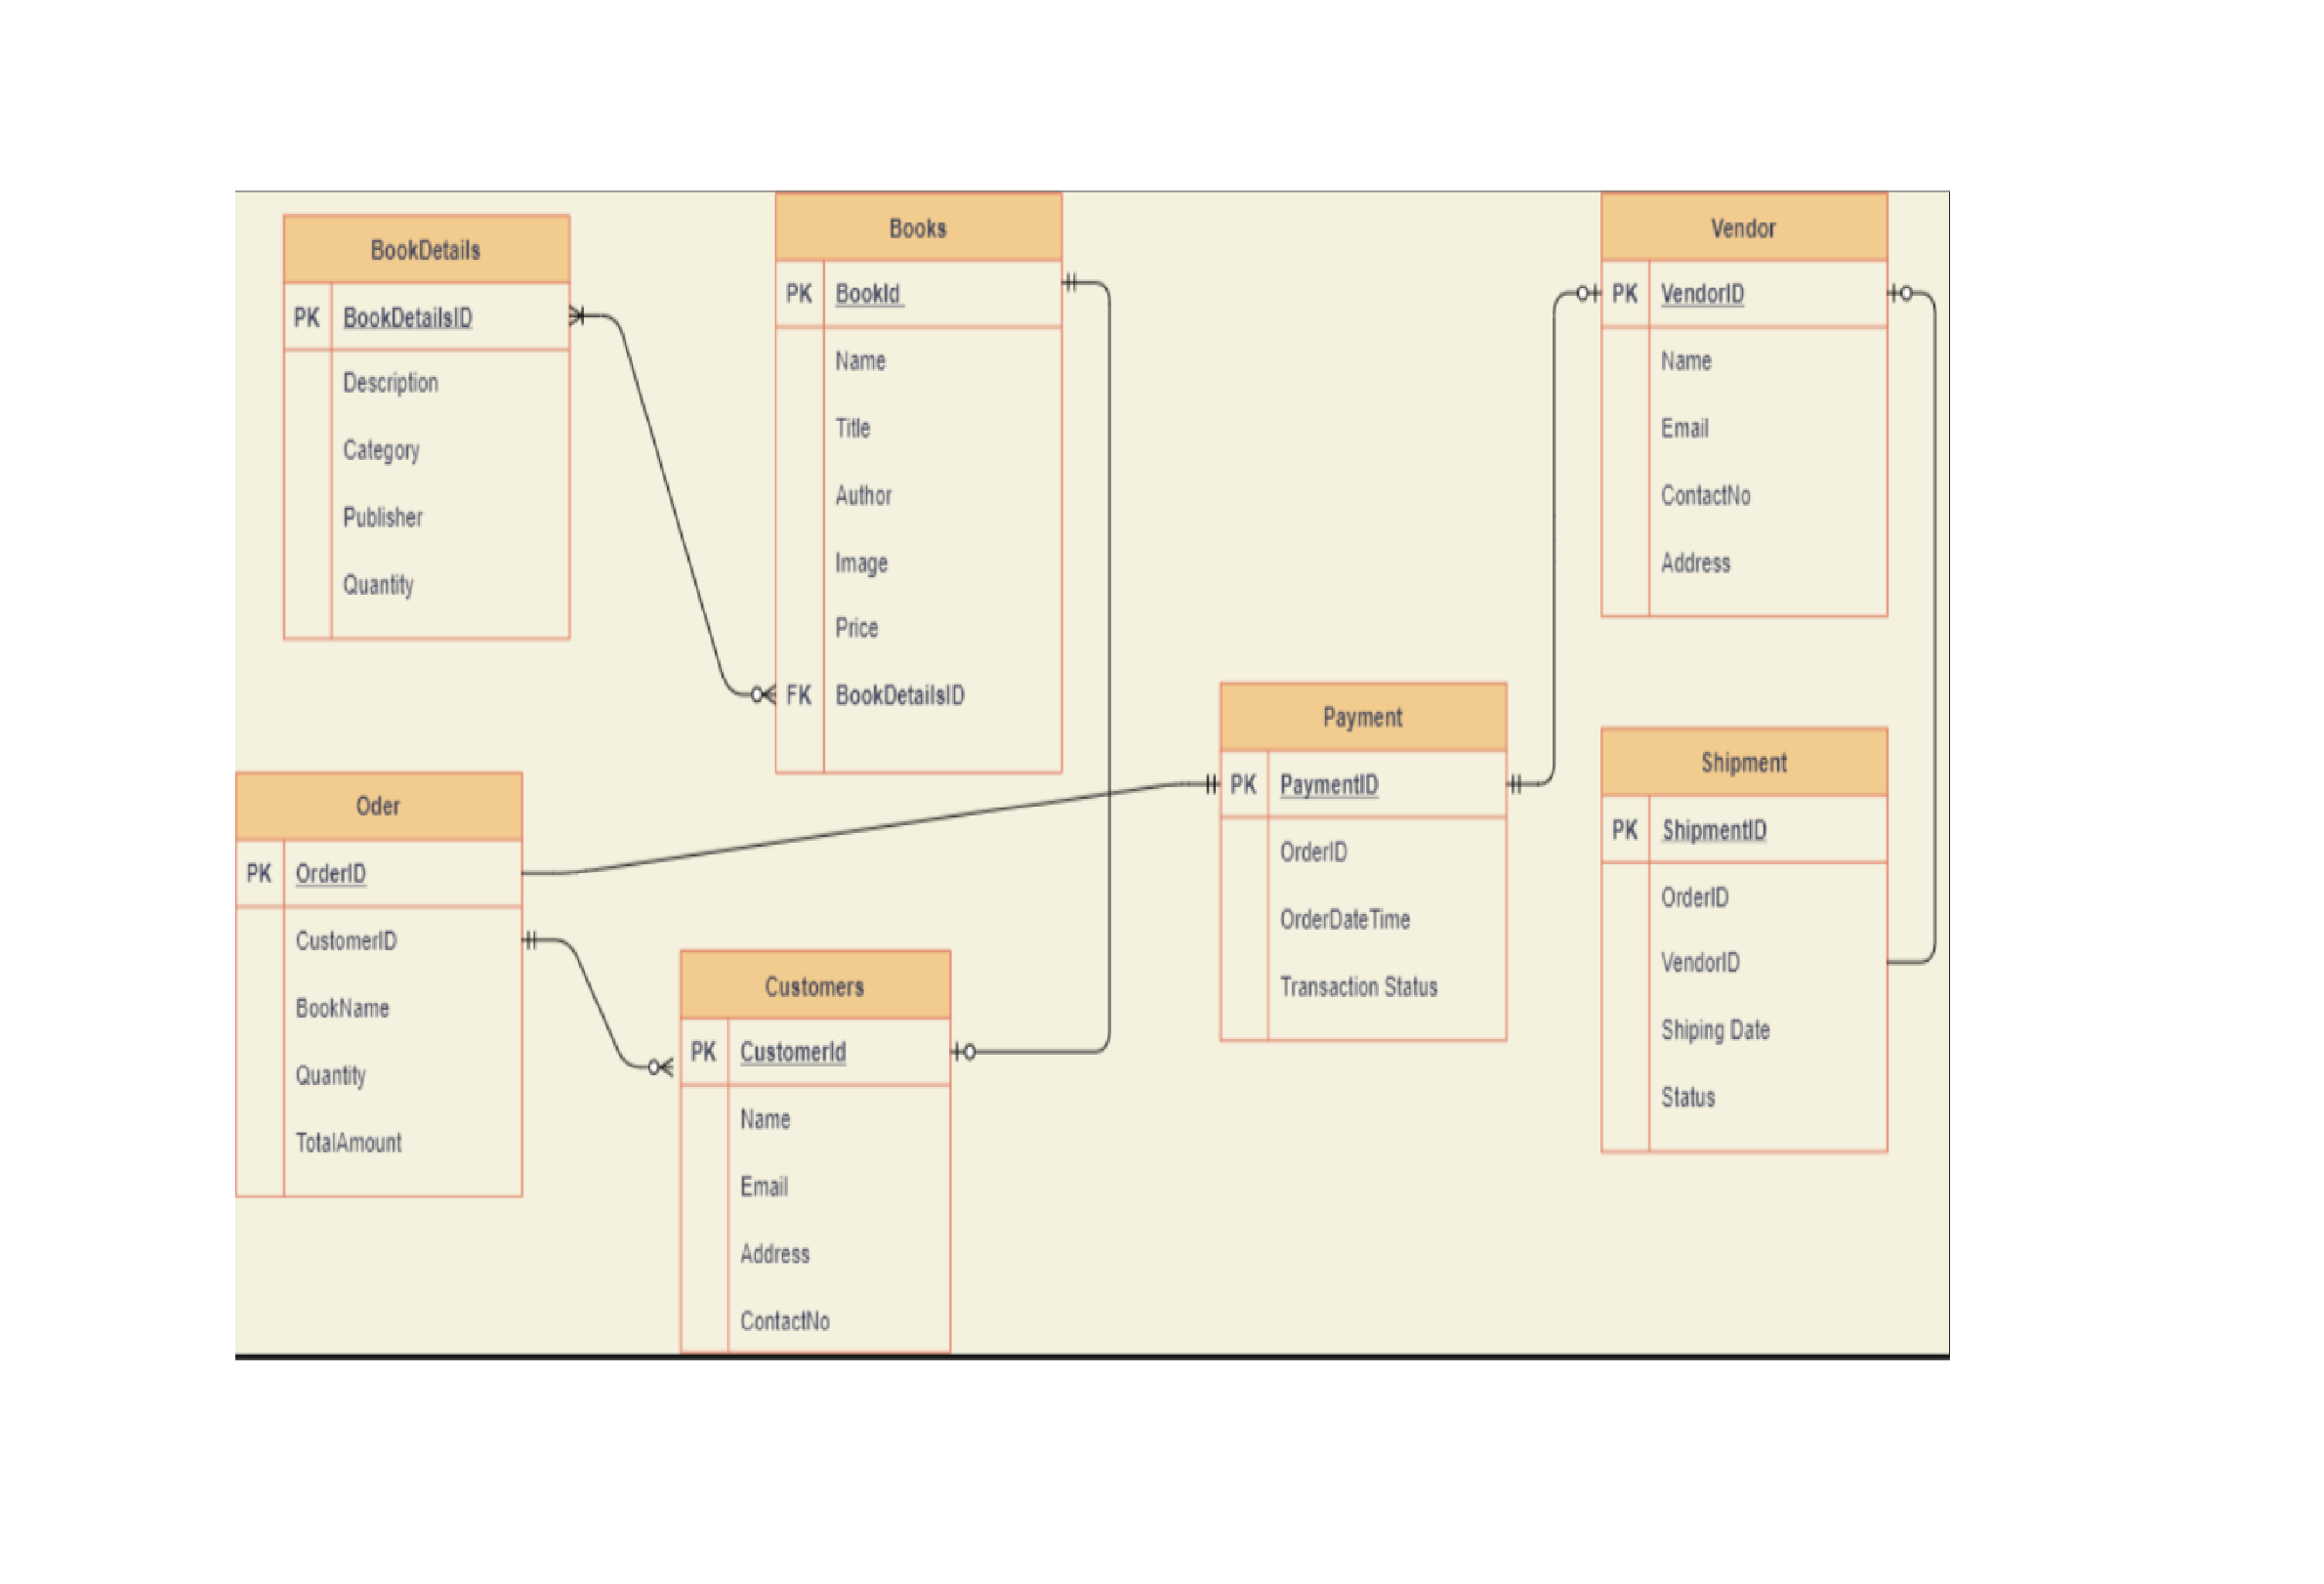 BookDetails
PK BookDetailsID
Description
Category
Publisher
Quantity
Books
PK BookId
Name
Title
Author
Image
Price
FK BookDetailsID
Vendor
PK VendorID
Name
Email
ContactNo
Address
Oder
PK OrderID
CustomerID
BookName
Quantity
TotalAmount
Customers
PK CustomerId
Name
Email
Address
ContactNo
Payment
PK PaymentID
OrderID
OrderDateTime
Transaction Status
Shipment
PK ShipmentID
OrderID
VendorID
Shiping Date
Status